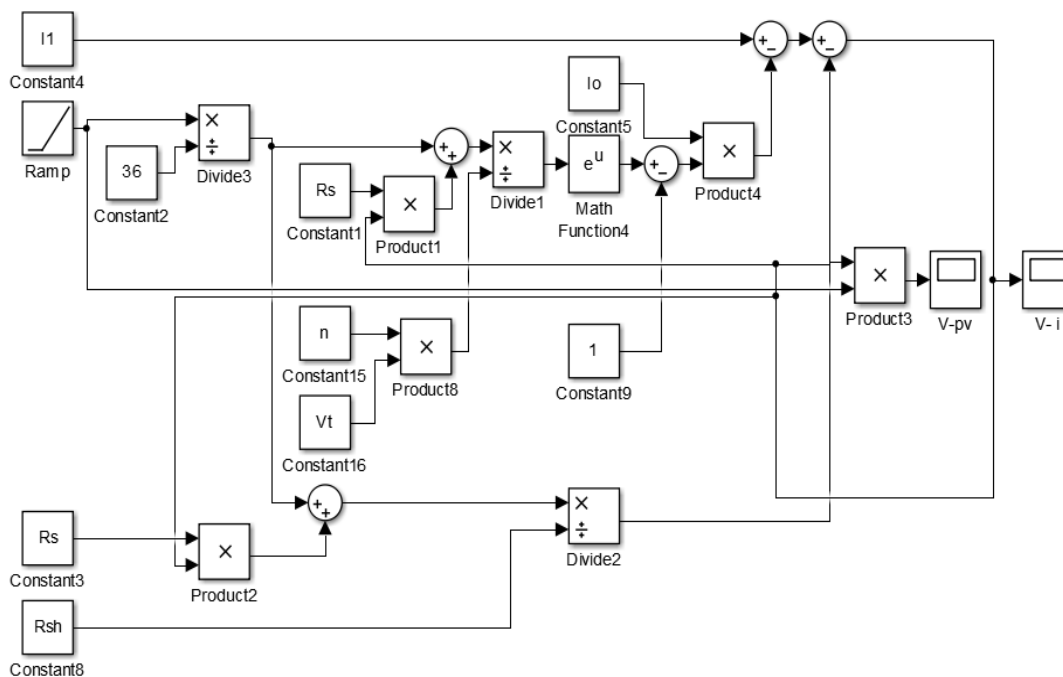 I1
Constant4
Ramp
×
÷
Divide3
36
Constant2
Io
Constant5
×
Product4
+
−
+
−
+
+
×
÷
Divide1
e^u
Math
Function4
+
−
Rs
Constant1
×
Product1
×
Product3
V-pv
V- i
n
Constant15
×
Product8
1
Constant9
Vt
Constant16
+
+
×
÷
Divide2
Rs
Constant3
×
Product2
Rsh
Constant8